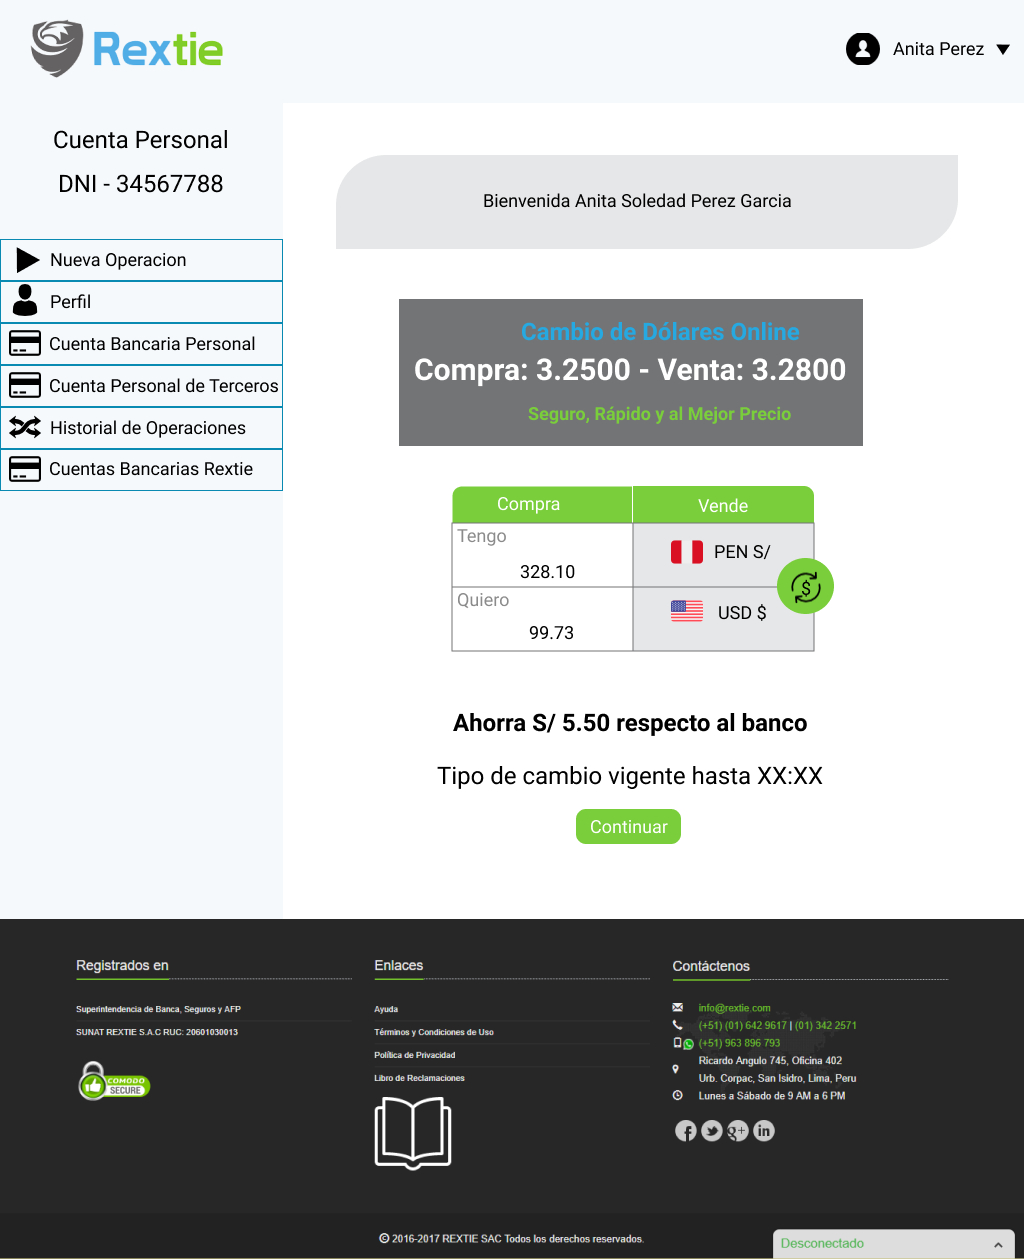 Rextie
Anita Perez
Cuenta Personal
DNI - 34567788
Nueva Operacion
Perfil
Cuenta Bancaria Personal
Cuenta Personal de Terceros
Historial de Operaciones
Cuentas Bancarias Rextie
Bienvenida Anita Soledad Perez Garcia
Cambio de Dólares Online
Compra: 3.2500 - Venta: 3.2800
Seguro, Rápido y al Mejor Precio
Compra Vende
Tengo
328.10 PEN S/
Quiero
99.73 USD $
$
Ahorra S/ 5.50 respecto al banco
Tipo de cambio vigente hasta XX:XX
Continuar
Registrados en
Superintendencia de Banca, Seguros y AFP
SUNAT REXTIE S.A.C RUC: 20601030013
COMODO
SECURE
Enlaces
Ayuda
Términos y Condiciones de Uso
Política de Privacidad
Libro de Reclamaciones
Contáctenos
info@rextie.com
(+51) (01) 642 9617 | (01) 342 2571
(+51) 963 896 793
Ricardo Angulo 745, Oficina 402
Urb. Corpac, San Isidro, Lima, Peru
Lunes a Sábado de 9 AM a 6 PM
f g+ in
© 2016-2017 REXTIE SAC Todos los derechos reservados.
Desconectado